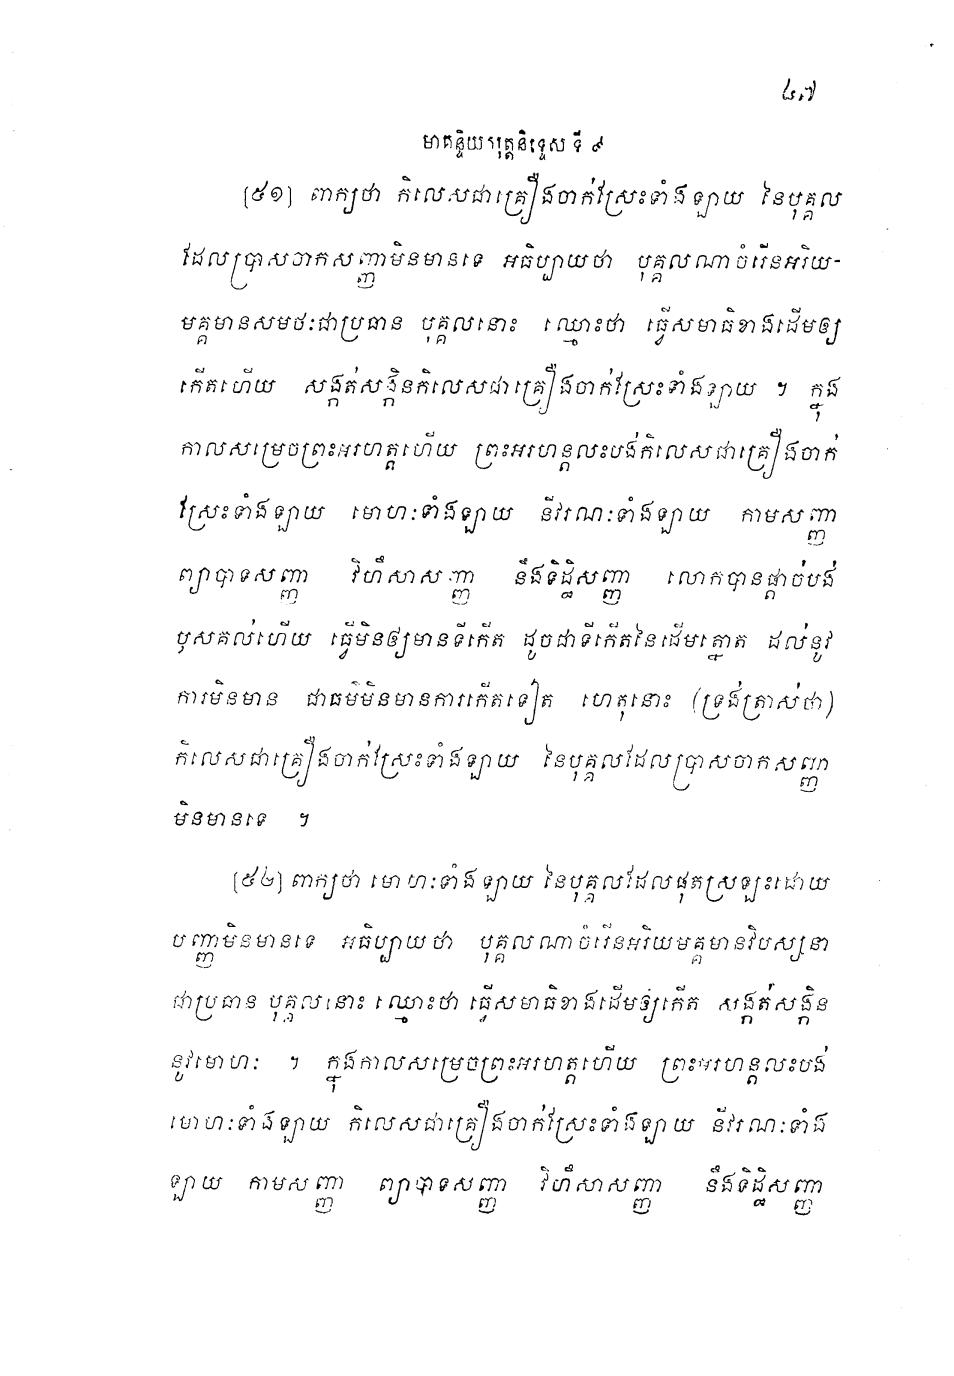 ៤៧
មាគន្ទិយសុត្តនិទ្ទេស ទី ៩
[៥១] ពាក្យថា កិលេសជាគ្រឿងចាក់ស្រែះទាំងឡាយ នៃបុគ្គល
ដែលប្រាសចាកសញ្ញាមិនមានទេ អធិប្បាយថា បុគ្គលណាចំរើនអរិយ-
មគ្គមានសមថៈជាប្រធាន បុគ្គលនោះ ឈ្មោះថា ធ្វើសមាធិខាងដើមឲ្យ
កើតហើយ សង្កត់សង្កិនកិលេសជាគ្រឿងចាក់ស្រែះទាំងឡាយ ។ ក្នុង
កាលសម្រេចព្រះអរហត្តហើយ ព្រះអរហន្តលះបង់កិលេសជាគ្រឿងចាក់
ស្រែះទាំងឡាយ មោហៈទាំងឡាយ នីវរណៈទាំងឡាយ កាមសញ្ញា
ព្យាបាទសញ្ញា វិហឹសាសញ្ញា នឹងទិដ្ឋិសញ្ញា លោកបានផ្តាច់បង់
ឫសគល់ហើយ ធ្វើមិនឲ្យមានទីកើត ដូចជាទីកើតនៃដើមត្នោត ដល់នូវ
ការមិនមាន ជាធម៌មិនមានការកើតទៀត ហេតុនោះ (ទ្រង់ត្រាស់ថា)
កិលេសជាគ្រឿងចាក់ស្រែះទាំងឡាយ នៃបុគ្គលដែលប្រាសចាកសញ្ញា
មិនមានទេ ។
[៥២] ពាក្យថា មោហៈទាំងឡាយ នៃបុគ្គលដែលផុតស្រឡះដោយ
បញ្ញាមិនមានទេ អធិប្បាយថា បុគ្គលណាចំរើនអរិយមគ្គមានវិបស្សនា
ជាប្រធាន បុគ្គលនោះ ឈ្មោះថា ធ្វើសមាធិខាងដើមឲ្យកើត សង្កត់សង្កិន
នូវមោហៈ ។ ក្នុងកាលសម្រេចព្រះអរហត្តហើយ ព្រះអរហន្តលះបង់
មោហៈទាំងឡាយ កិលេសជាគ្រឿងចាក់ស្រែះទាំងឡាយ នីវរណៈទាំង
ឡាយ កាមសញ្ញា ព្យាបាទសញ្ញា វិហឹសាសញ្ញា នឹងទិដ្ឋិសញ្ញា